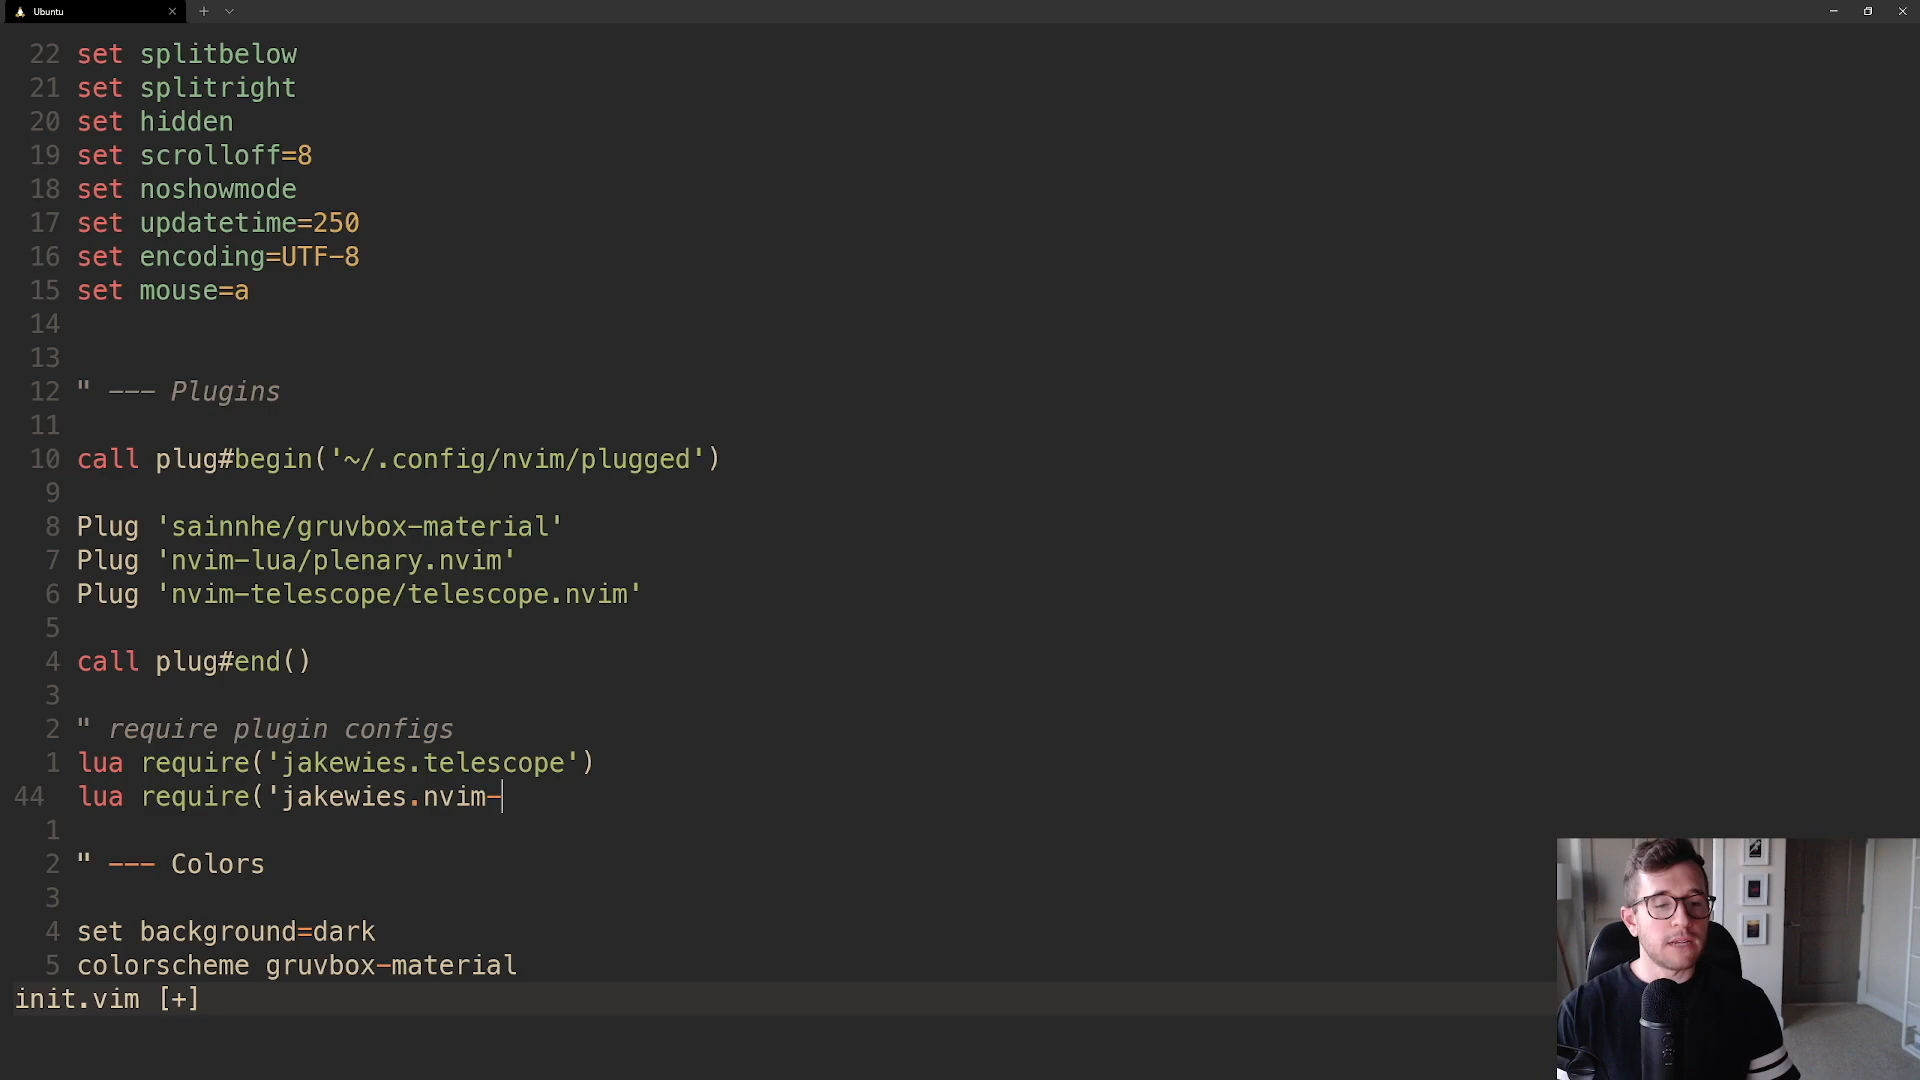 Ubuntu
22 set splitbelow
21 set splitright
20 set hidden
19 set scrolloff=8
18 set noshowmode
17 set updatetime=250
16 set encoding=UTF-8
15 set mouse=a
14
13
12 " --- Plugins
11
10 call plug#begin('~/.config/nvim/plugged')
9
8 Plug 'sainnhe/gruvbox-material'
7 Plug 'nvim-lua/plenary.nvim'
6 Plug 'nvim-telescope/telescope.nvim'
5
4 call plug#end()
3
2 " require plugin configs
1 lua require('jakewies.telescope')
44 lua require('jakewies.nvim-
1
2 " --- Colors
3
4 set background=dark
5 colorscheme gruvbox-material
init.vim [+]